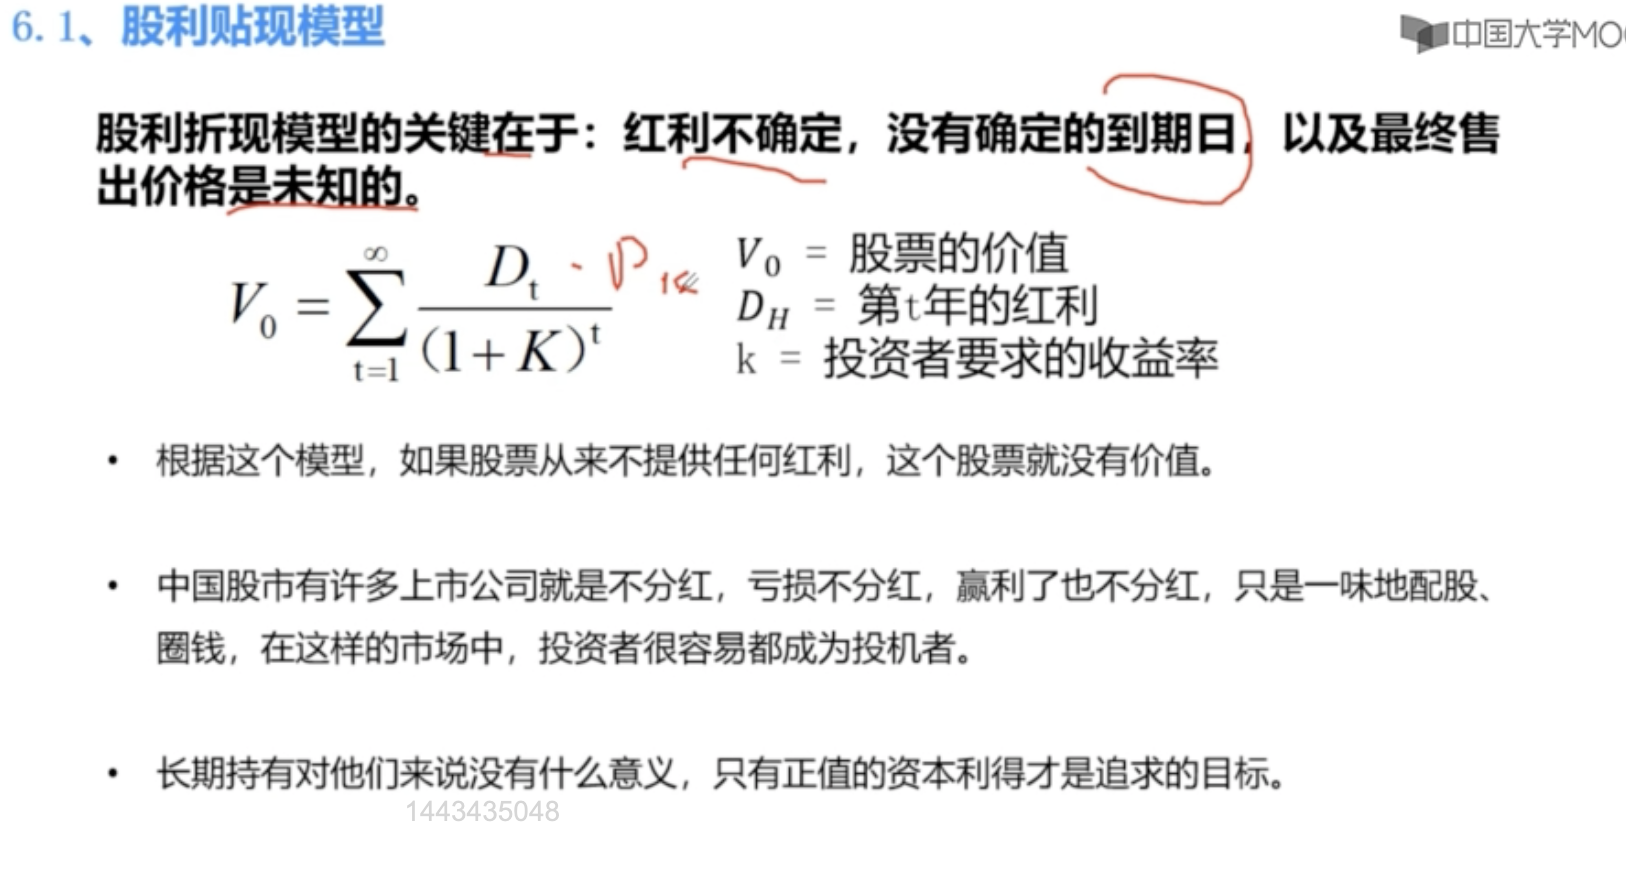 6.1、股利贴现模型
中国大学MO
股利折现模型的关键在于：红利不确定，没有确定的到期日，以及最终售
出价格是未知的。
V₀ = ∑_{t=1}^{∞} D_t / (1+K)^t
V₀ = 股票的价值
D_H = 第t年的红利
k = 投资者要求的收益率
• 根据这个模型，如果股票从来不提供任何红利，这个股票就没有价值。
• 中国股市有许多上市公司就是不分红，亏损不分红，赢利了也不分红，只是一味地配股、
圈钱，在这样的市场中，投资者很容易都成为投机者。
• 长期持有对他们来说没有什么意义，只有正值的资本利得才是追求的目标。
1443435048